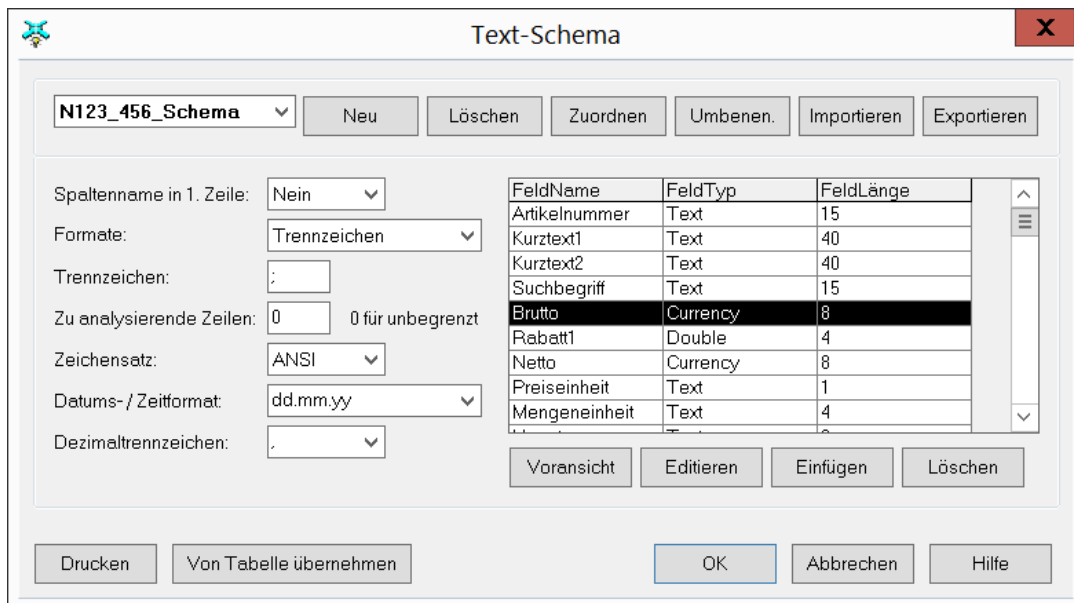 Text-Schema
X
N123_456_Schema Neu Löschen Zuordnen Umbenen. Importieren Exportieren
Spaltenname in 1. Zeile: Nein
Formate: Trennzeichen
Trennzeichen: ;
Zu analysierende Zeilen: 0 0 für unbegrenzt
Zeichensatz: ANSI
Datums- / Zeitformat: dd.mm.yy
Dezimaltrennzeichen: ,
FeldName FeldTyp FeldLänge
Artikelnummer Text 15
Kurztext1 Text 40
Kurztext2 Text 40
Suchbegriff Text 15
Brutto Currency 8
Rabatt1 Double 4
Netto Currency 8
Preiseinheit Text 1
Mengeneinheit Text 4
Voransicht Editieren Einfügen Löschen
Drucken Von Tabelle übernehmen OK Abbrechen Hilfe